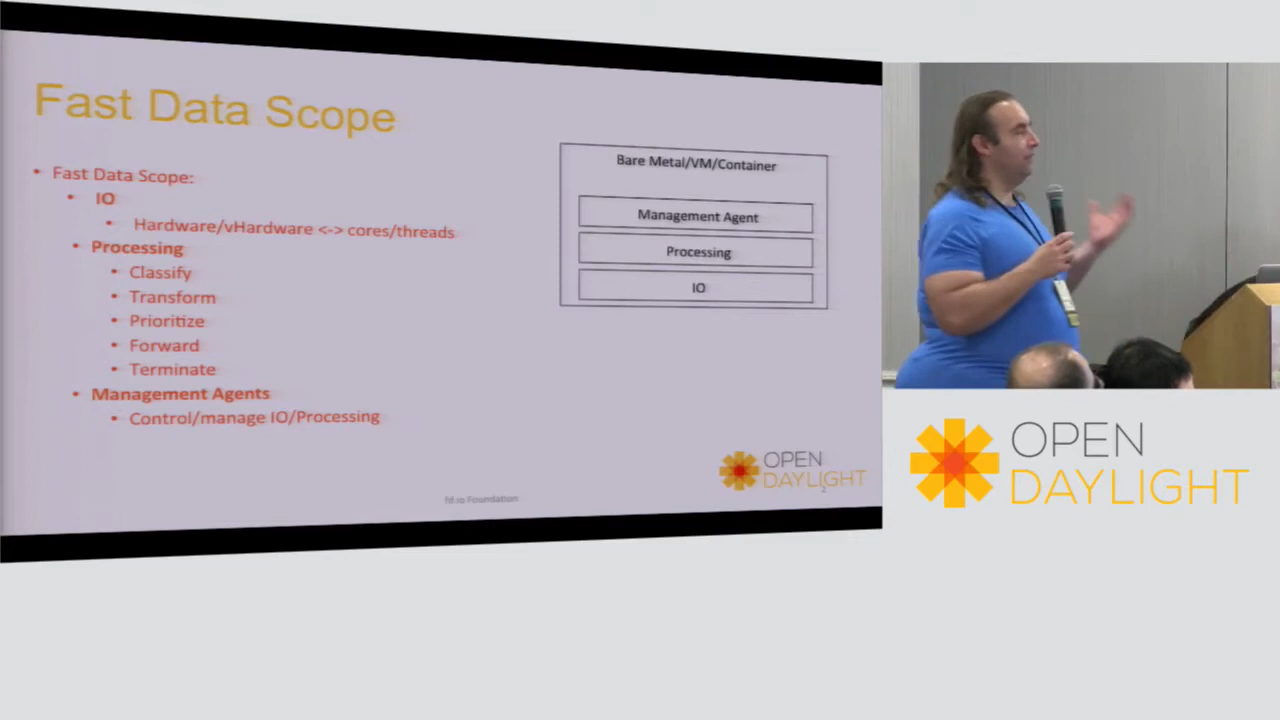 Fast Data Scope
• Fast Data Scope:
• IO
• Hardware/vHardware <-> cores/threads
• Processing
• Classify
• Transform
• Prioritize
• Forward
• Terminate
• Management Agents
• Control/manage IO/Processing
Bare Metal/VM/Container
Management Agent
Processing
IO
fd.io Foundation
OPEN
DAYLIGHT
2
OPEN
DAYLIGHT